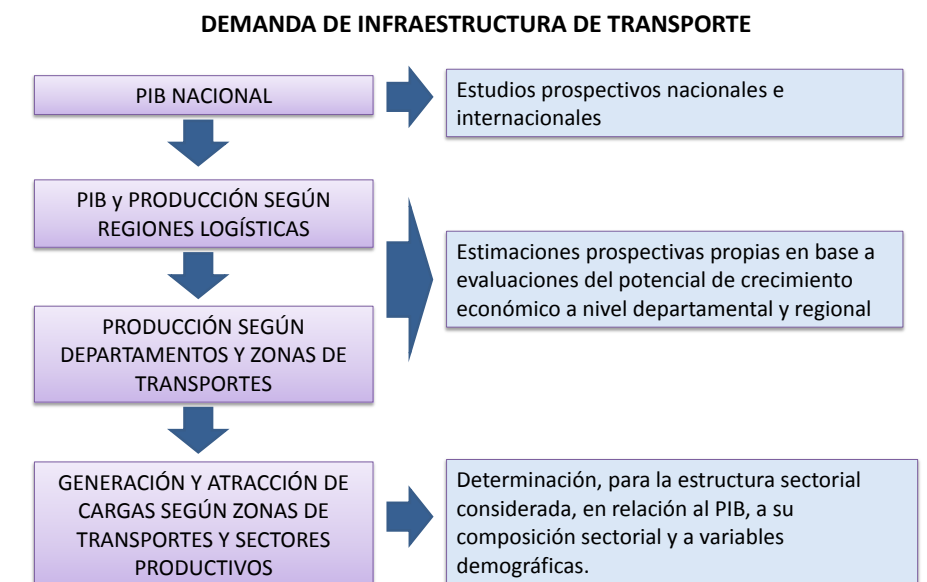 DEMANDA DE INFRAESTRUCTURA DE TRANSPORTE
PIB NACIONAL
Estudios prospectivos nacionales e
internacionales
PIB y PRODUCCIÓN SEGÚN
REGIONES LOGÍSTICAS
Estimaciones prospectivas propias en base a
evaluaciones del potencial de crecimiento
económico a nivel departamental y regional
PRODUCCIÓN SEGÚN
DEPARTAMENTOS Y ZONAS DE
TRANSPORTES
GENERACIÓN Y ATRACCIÓN DE
CARGAS SEGÚN ZONAS DE
TRANSPORTES Y SECTORES
PRODUCTIVOS
Determinación, para la estructura sectorial
considerada, en relación al PIB, a su
composición sectorial y a variables
demográficas.